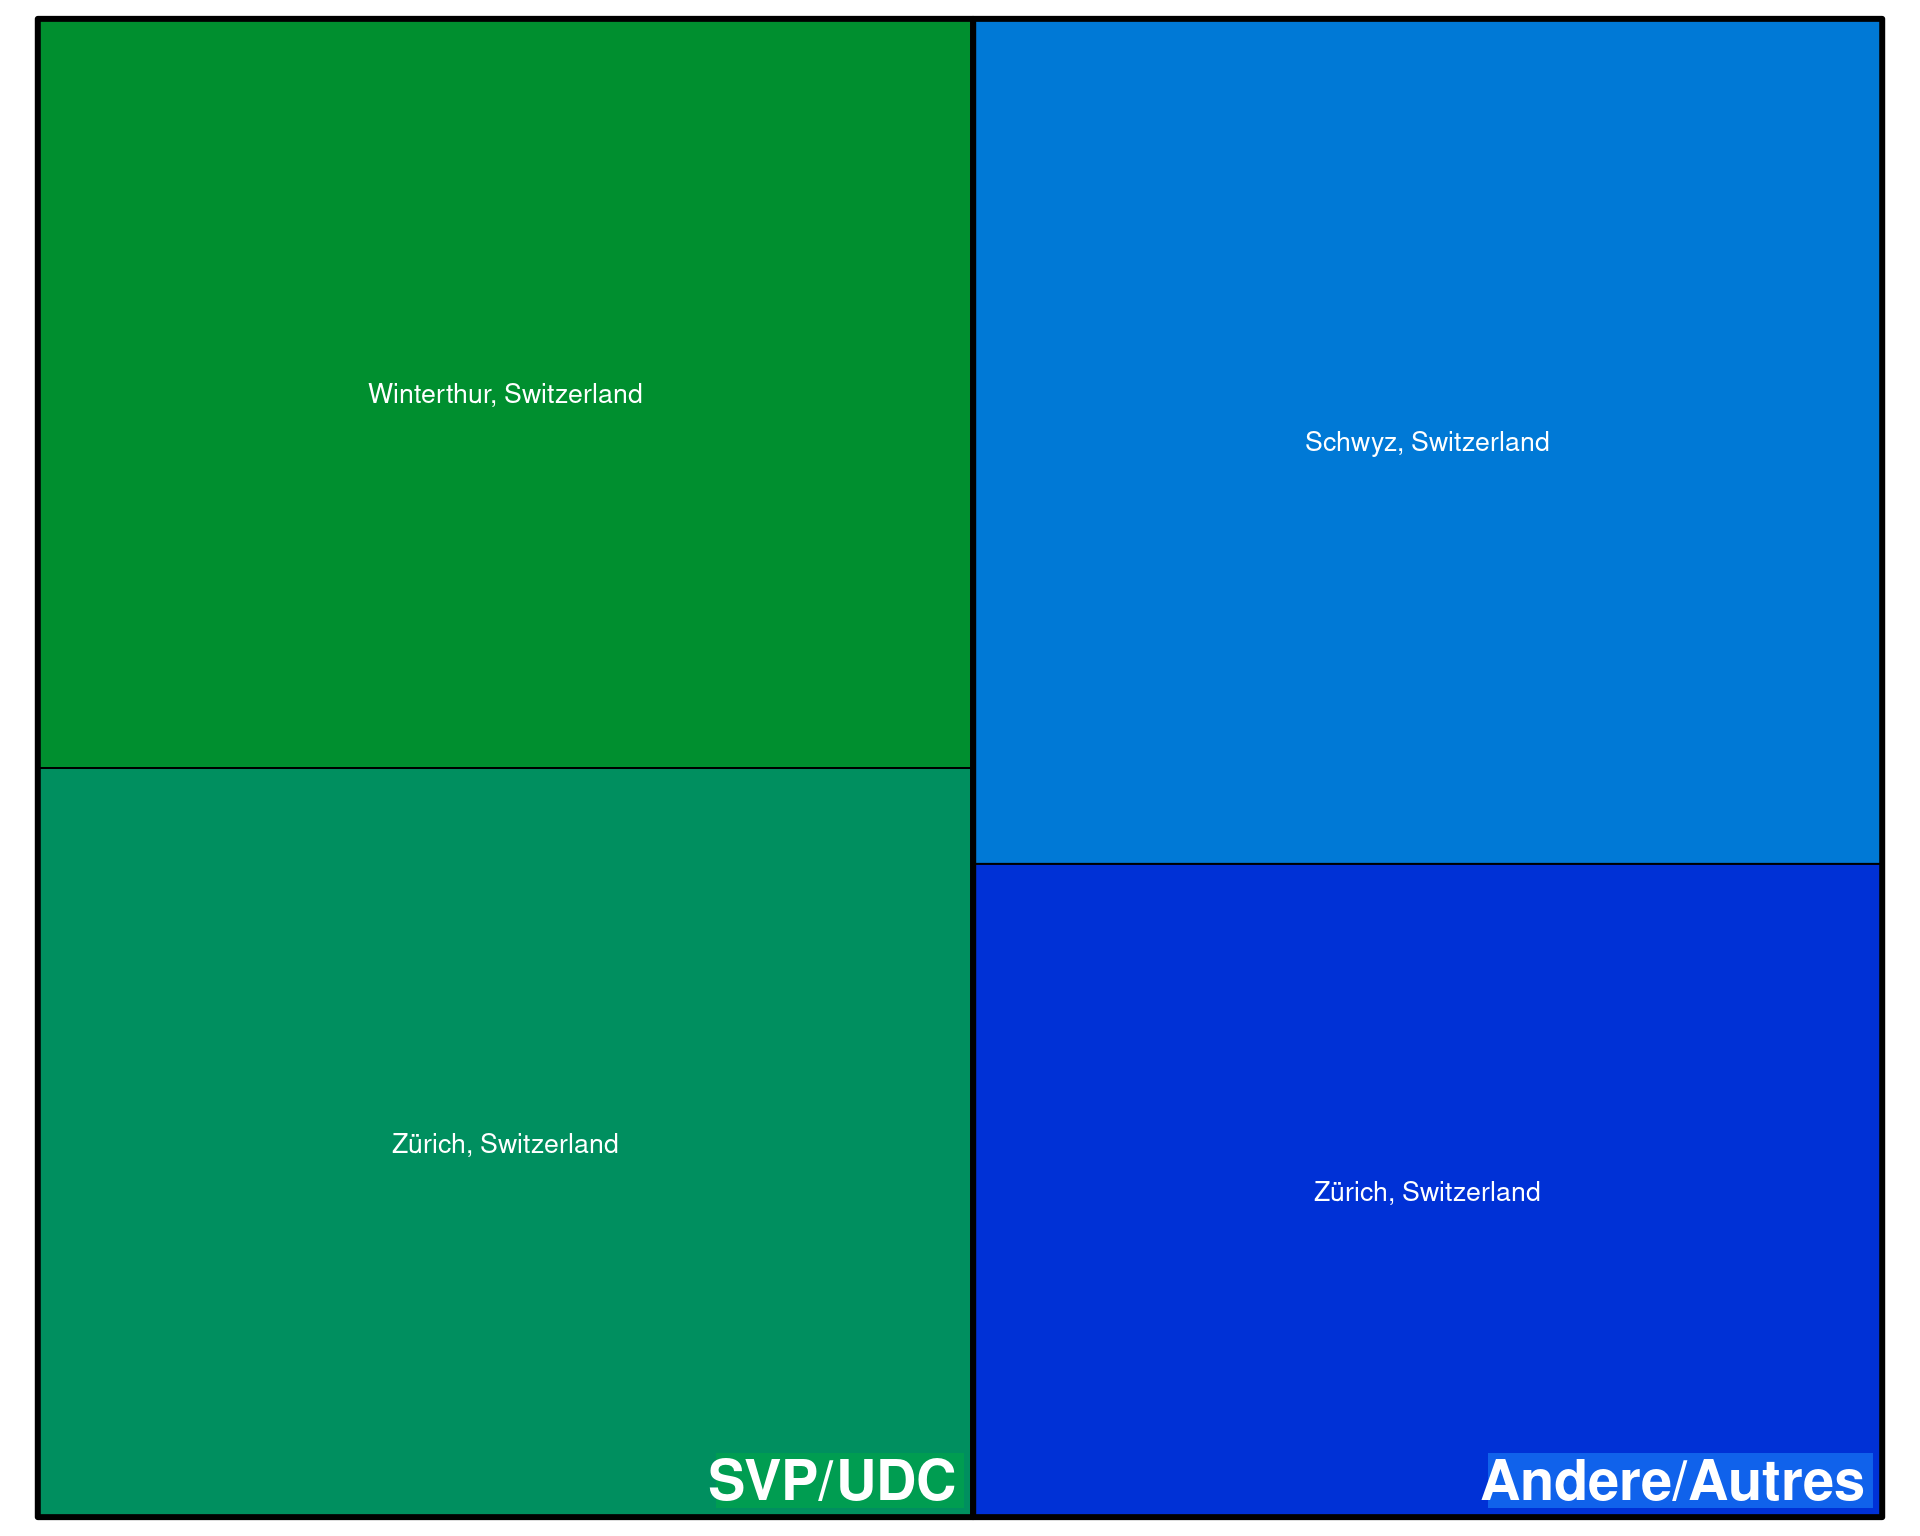 Winterthur, Switzerland
Zürich, Switzerland
SVP/UDC
Schwyz, Switzerland
Zürich, Switzerland
Andere/Autres